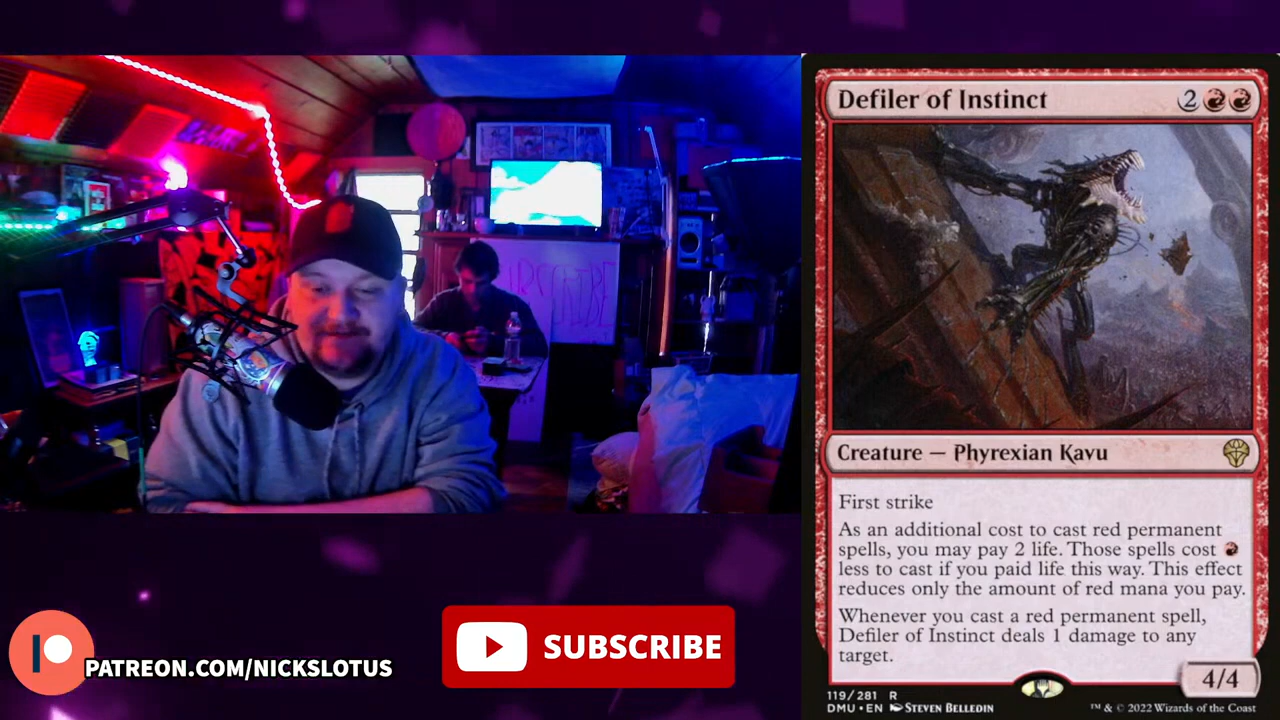 SUBSCRIBE
Defiler of Instinct 2
Creature — Phyrexian Kavu
First strike
As an additional cost to cast red permanent
spells, you may pay 2 life. Those spells cost
less to cast if you paid life this way. This effect
reduces only the amount of red mana you pay.
Whenever you cast a red permanent spell,
Defiler of Instinct deals 1 damage to any
target.
4/4
119/281 R
DMU • EN STEVEN BELLEDIN
™ & © 2022 Wizards of the Coast
PATREON.COM/NICKSLOTUS
SUBSCRIBE